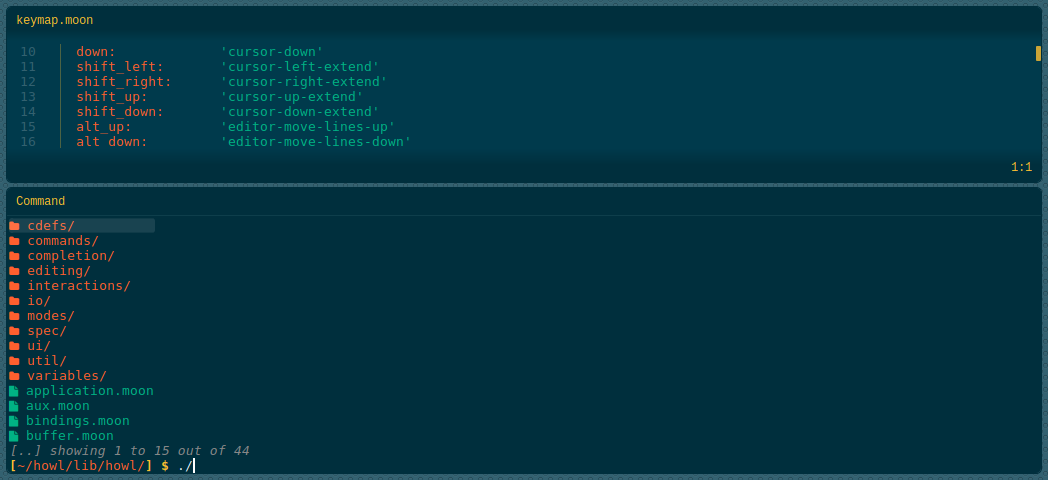 keymap.moon
10 down: 'cursor-down'
11 shift_left: 'cursor-left-extend'
12 shift_right: 'cursor-right-extend'
13 shift_up: 'cursor-up-extend'
14 shift_down: 'cursor-down-extend'
15 alt_up: 'editor-move-lines-up'
16 alt down: 'editor-move-lines-down'
1:1
Command
cdefs/
commands/
completion/
editing/
interactions/
io/
modes/
spec/
ui/
util/
variables/
application.moon
aux.moon
bindings.moon
buffer.moon
[..] showing 1 to 15 out of 44
[~/howl/lib/howl/] $ ./